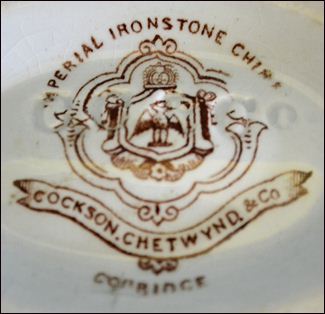 IMPERIAL IRONSTONE CHINA
COCKSON, CHETWYND, & Co
COBRIDGE